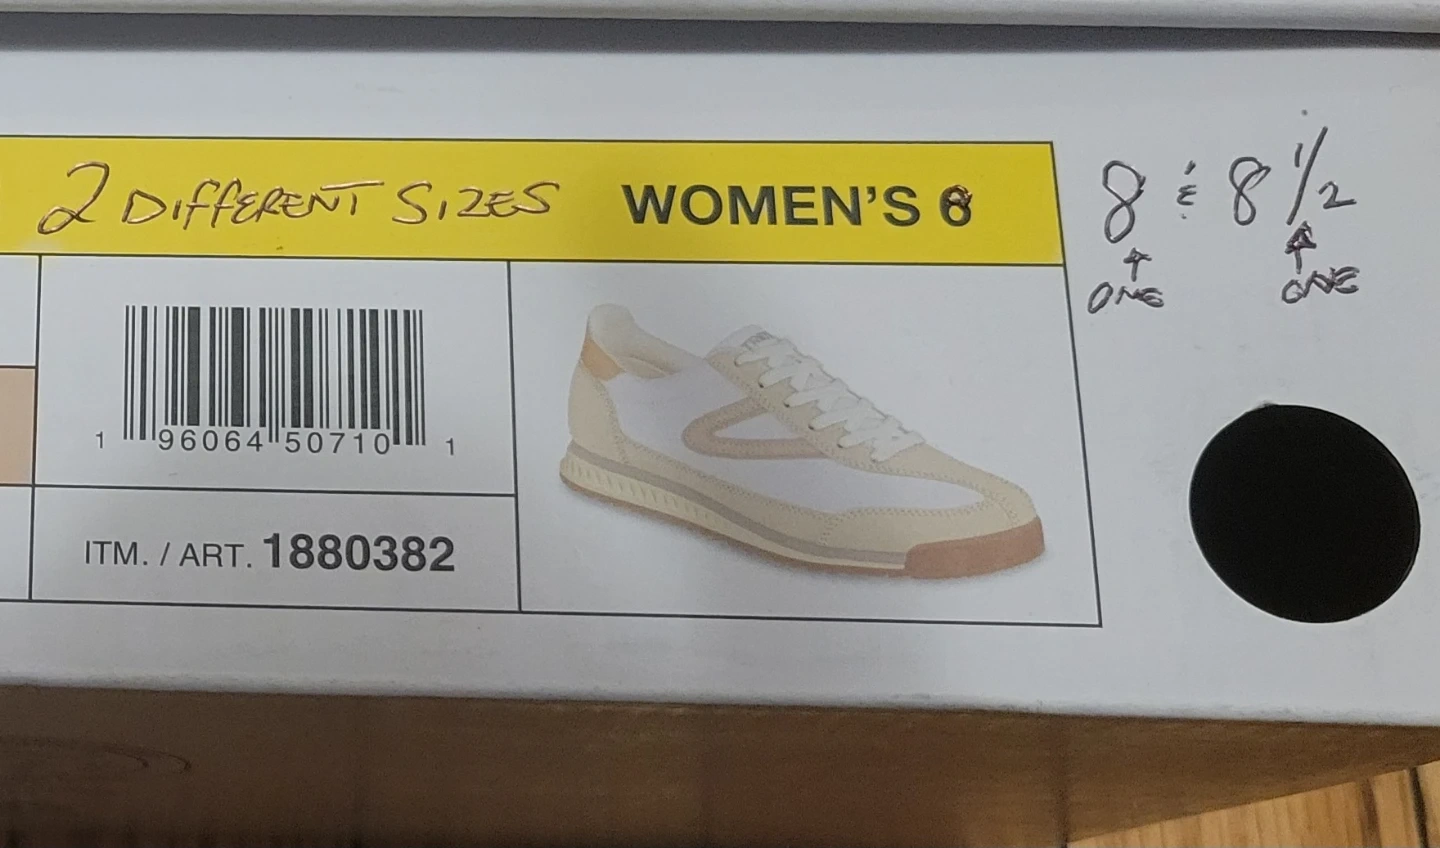 2 DIFFERENT SIZES WOMEN'S 8 8 & 8 1/2
ONE ONE
1 96064 50710 1
ITM. / ART. 1880382